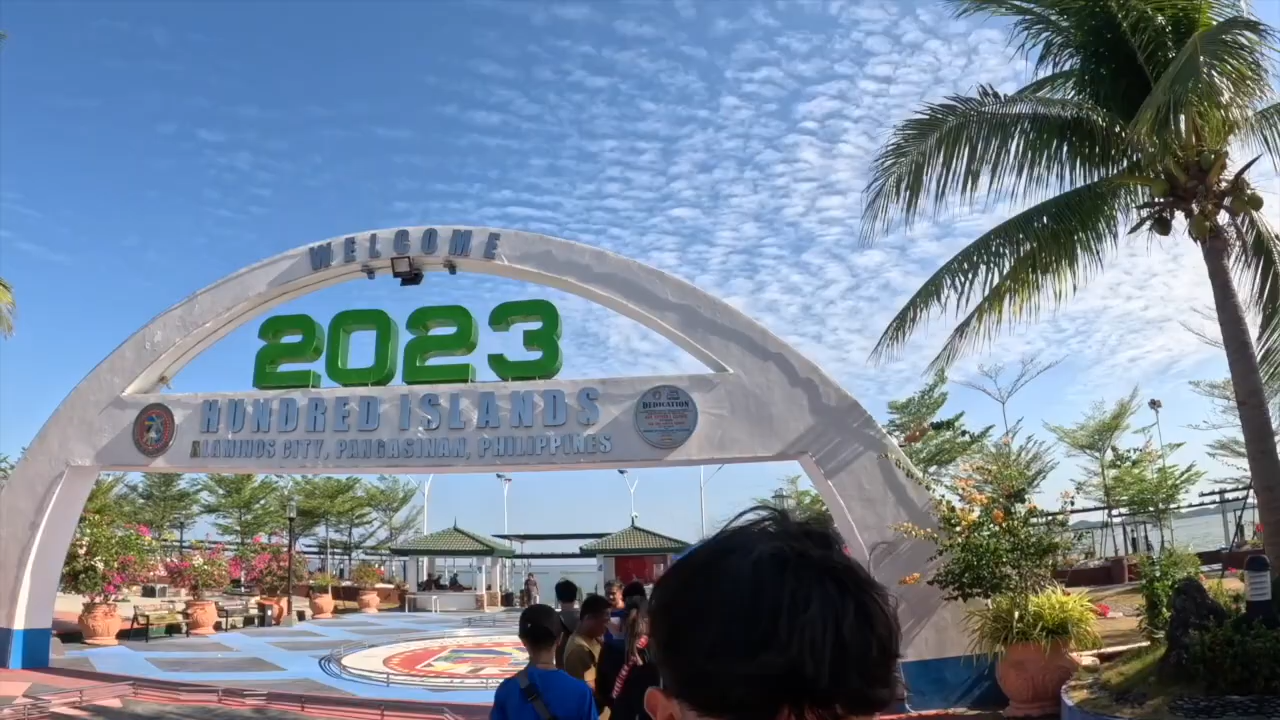 WELCOME
2023
HUNDRED ISLANDS
ALAMINOS CITY, PANGASINAN, PHILIPPINES
DEDICATION